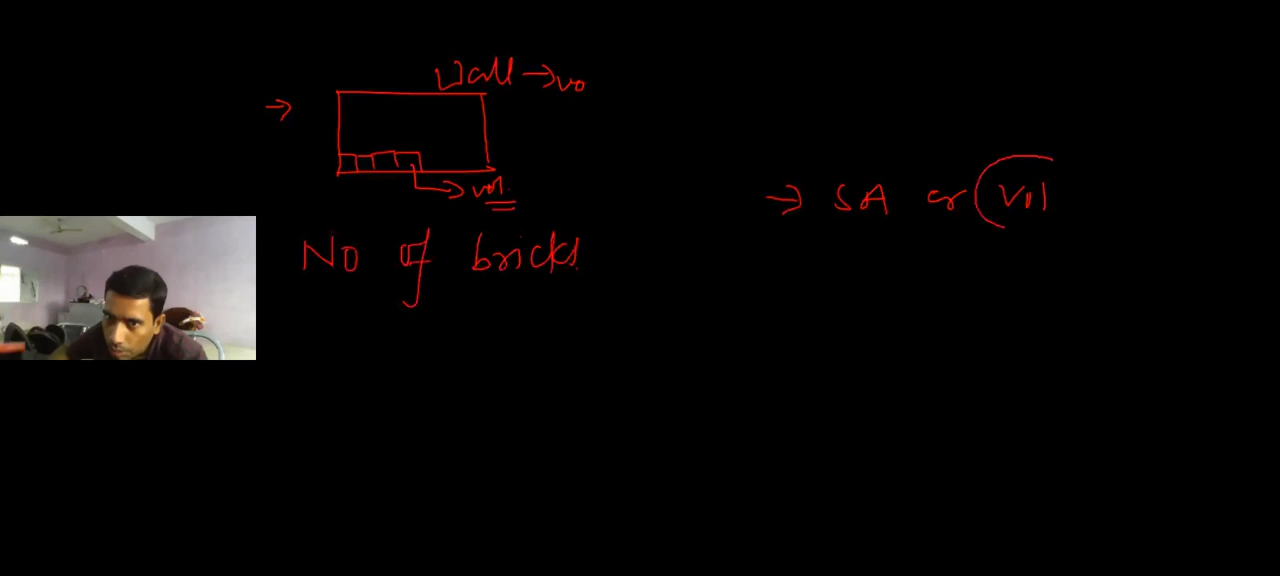 Wall → vo
→
→ vol.
→ SA or Vol
No of bricks.